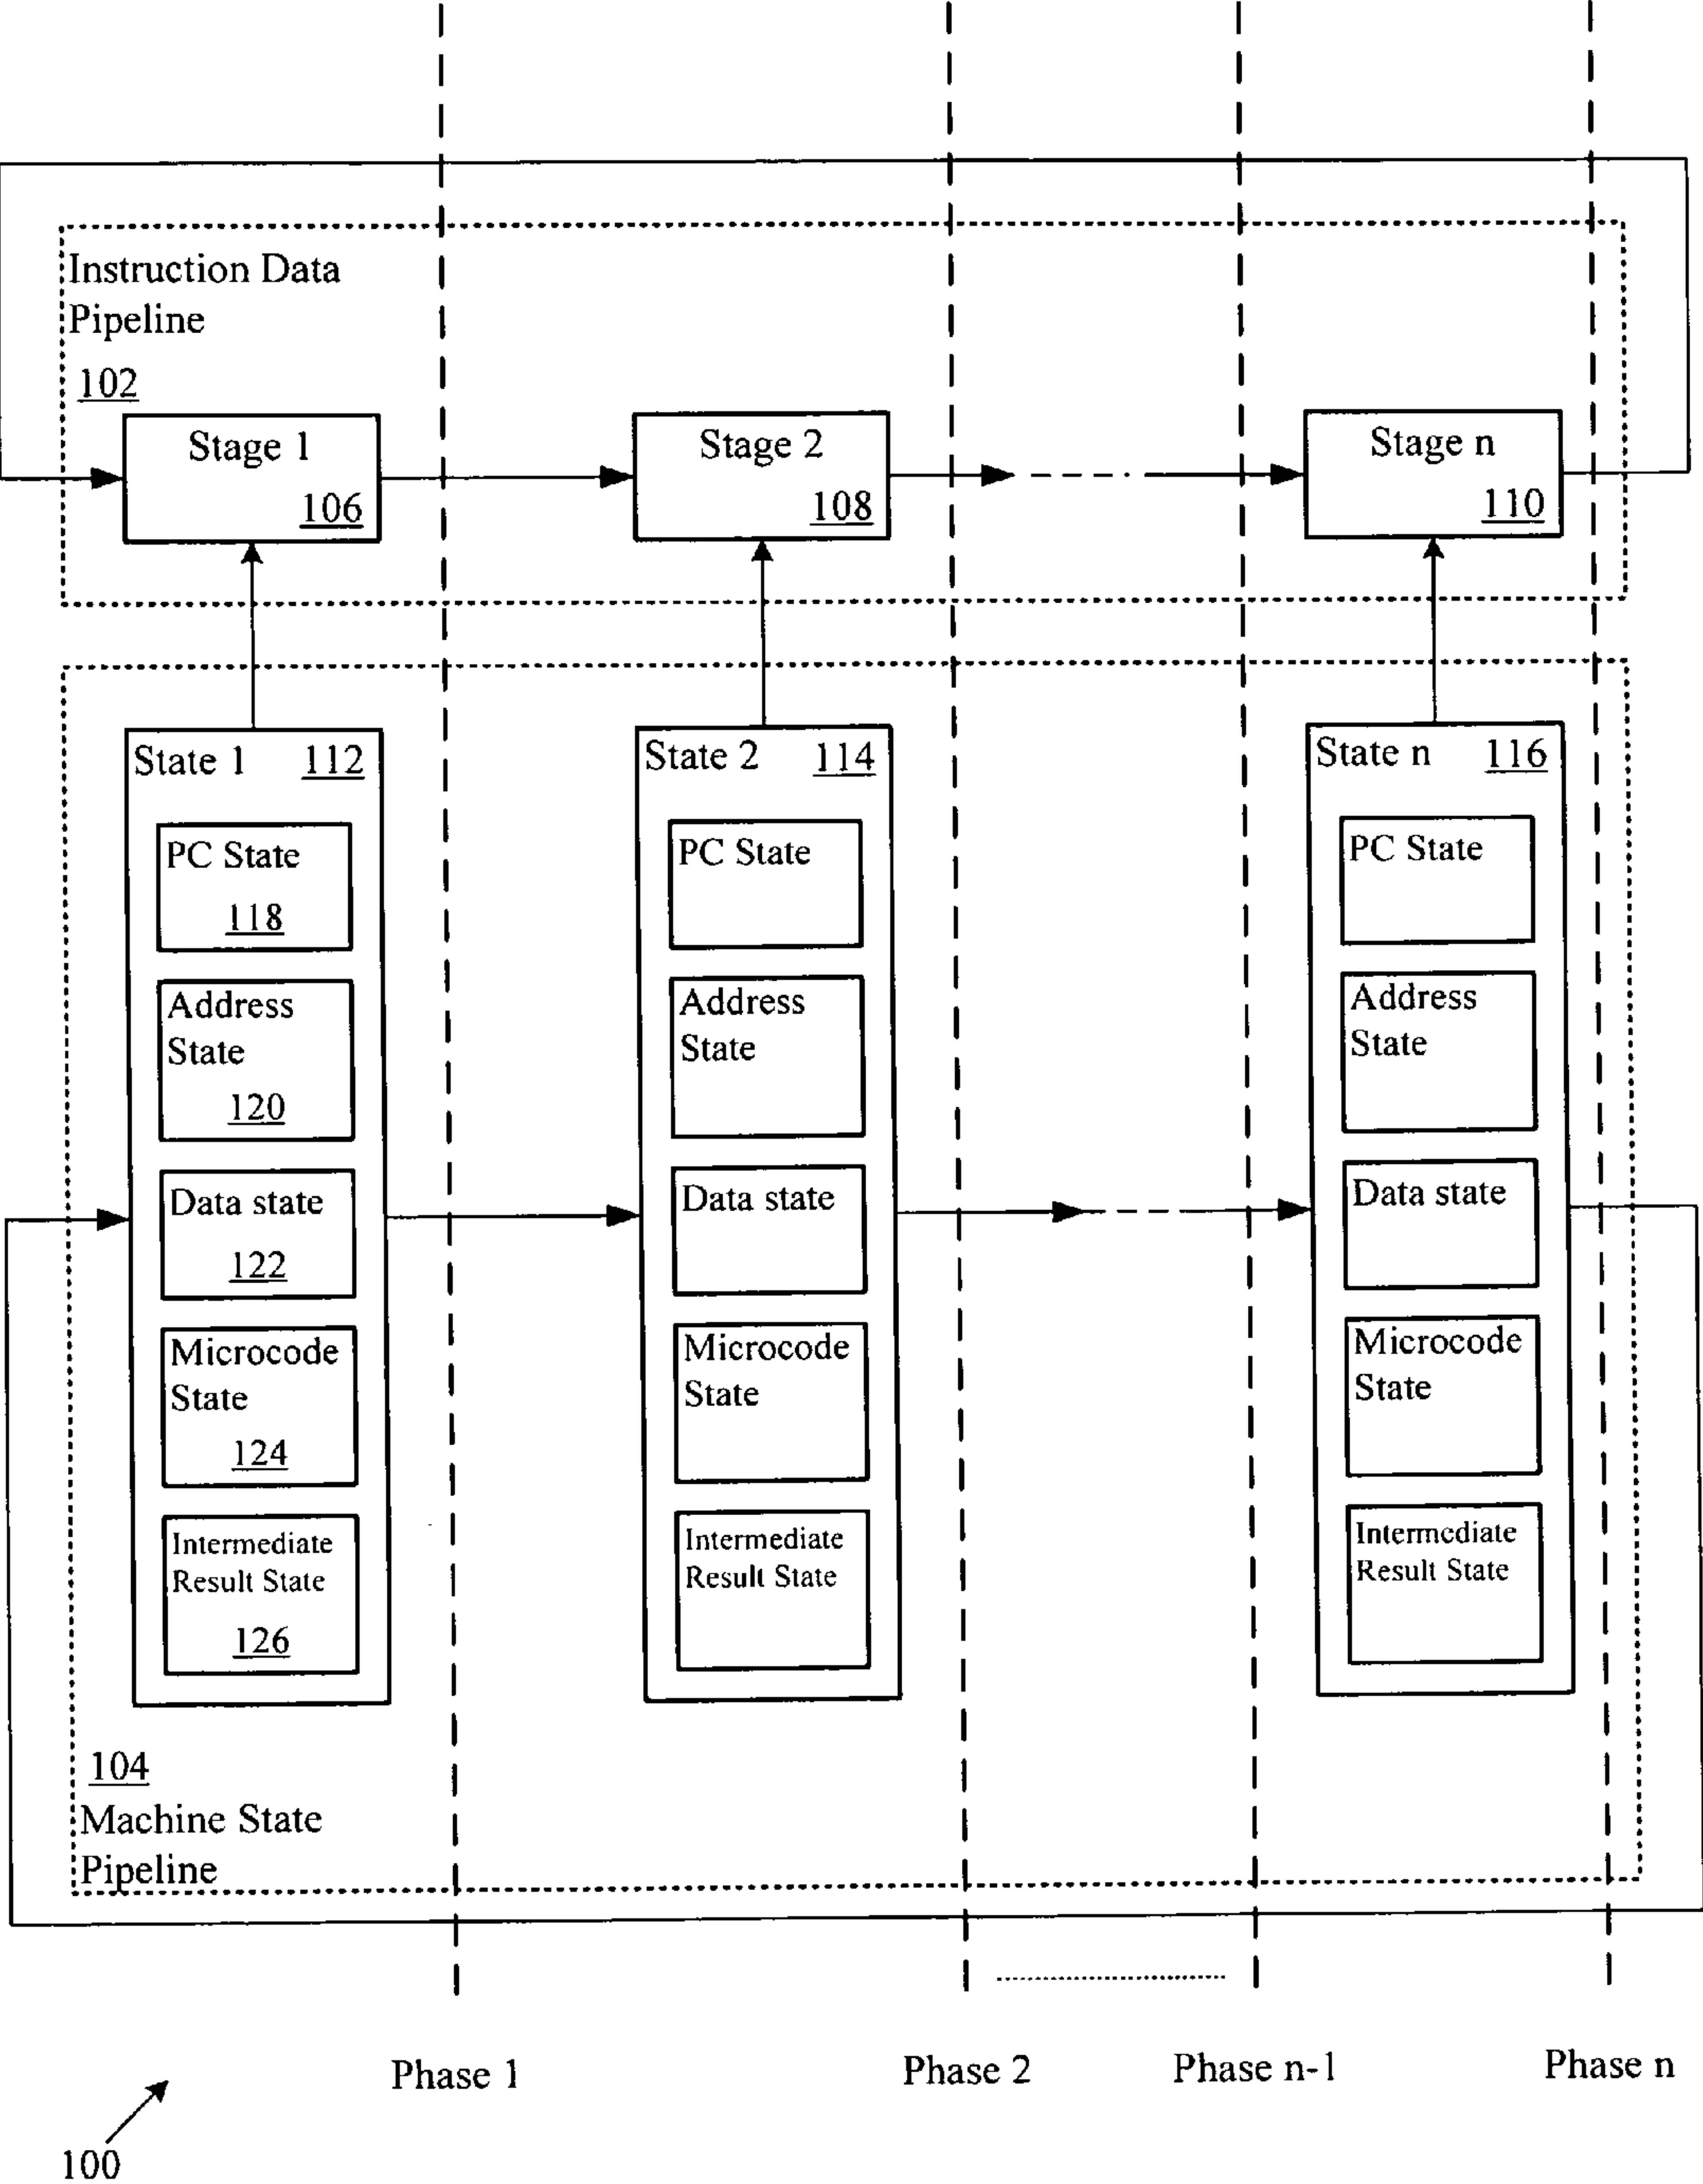 Instruction Data
Pipeline
102
Stage 1
106
Stage 2
108
Stage n
110
State 1 112
PC State
118
Address
State
120
Data state
122
Microcode
State
124
Intermediate
Result State
126
State 2 114
PC State
Address
State
Data state
Microcode
State
Intermediate
Result State
State n 116
PC State
Address
State
Data state
Microcode
State
Intermediate
Result State
104
Machine State
Pipeline
Phase 1
Phase 2
Phase n-1
Phase n
100